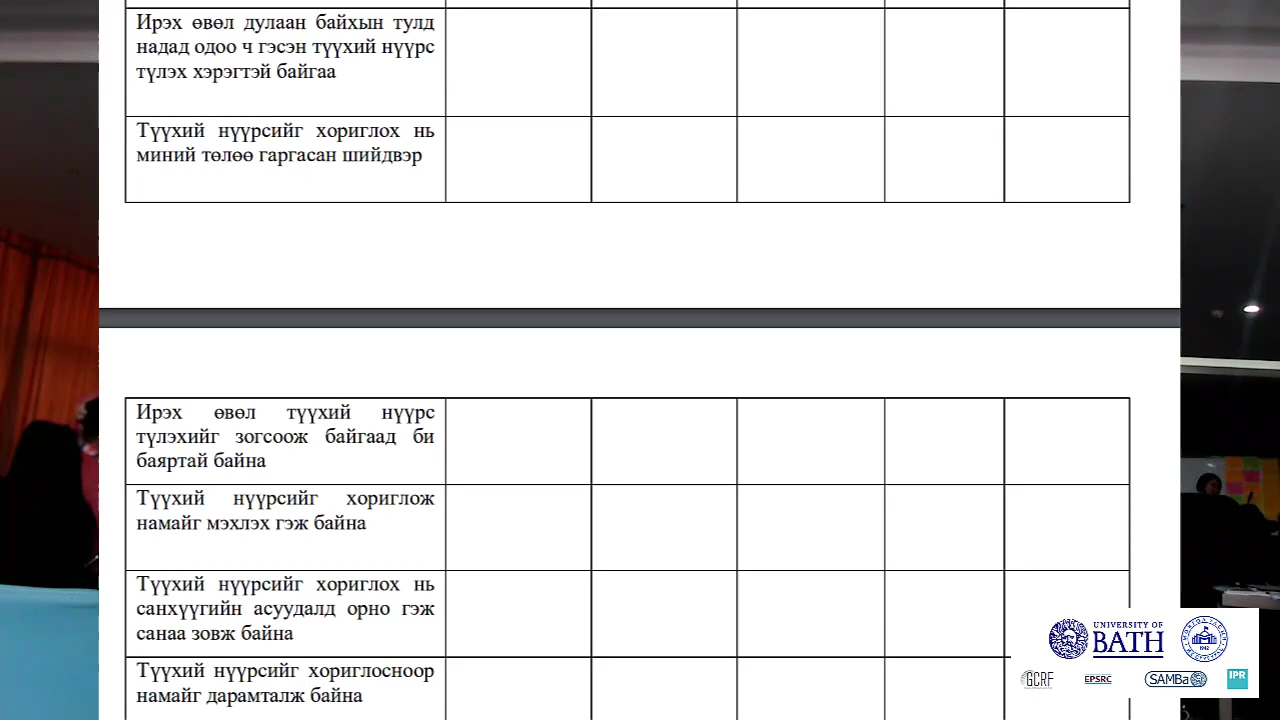 Ирэх өвөл дулаан байхын тулд
надад одоо ч гэсэн түүхий нүүрс
түлэх хэрэгтэй байгаа
Түүхий нүүрсийг хориглох нь
миний төлөө гаргасан шийдвэр
Ирэх өвөл түүхий нүүрс
түлэхийг зогсоож байгаад би
баяртай байна
Түүхий нүүрсийг хориглож
намайг мэхлэх гэж байна
Түүхий нүүрсийг хориглох нь
санхүүгийн асуудалд орно гэж
санаа зовж байна
Түүхий нүүрсийг хориглосноор
намайг дарамталж байна
UNIVERSITY OF
BATH
1942
GCRF
EPSRC
SAMBa
IPR